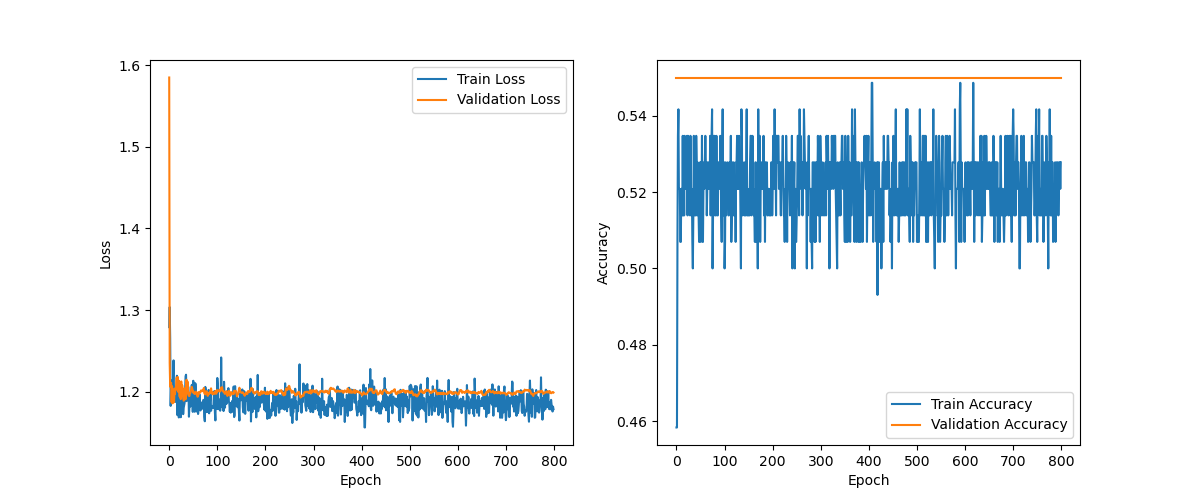 1.6
1.5
1.4
1.3
1.2
Loss
Train Loss
Validation Loss
0 100 200 300 400 500 600 700 800
Epoch
0.54
0.52
0.50
0.48
0.46
Accuracy
Train Accuracy
Validation Accuracy
0 100 200 300 400 500 600 700 800
Epoch